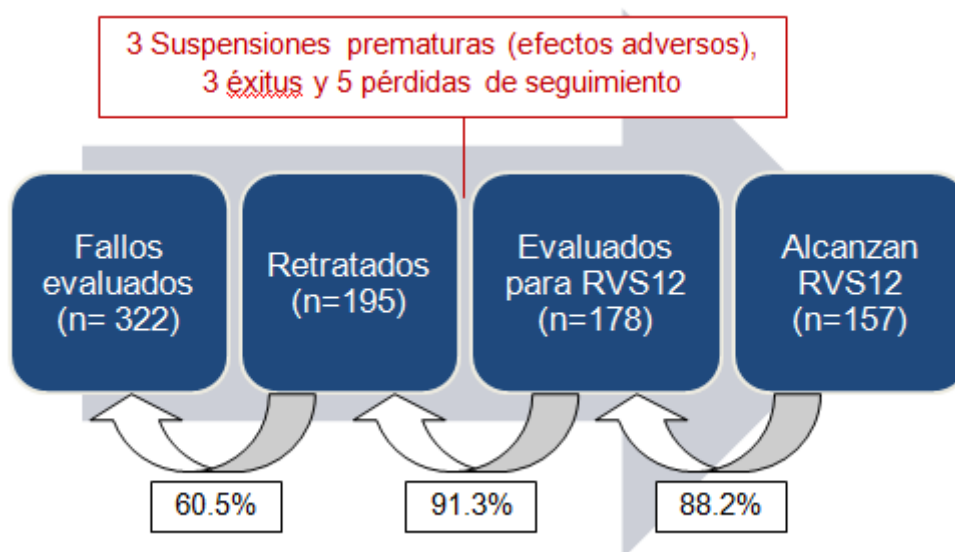 3 Suspensiones prematuras (efectos adversos),
3 éxitus y 5 pérdidas de seguimiento
Fallos
evaluados
(n= 322)
Retratados
(n=195)
Evaluados
para RVS12
(n=178)
Alcanzan
RVS12
(n=157)
60.5%
91.3%
88.2%